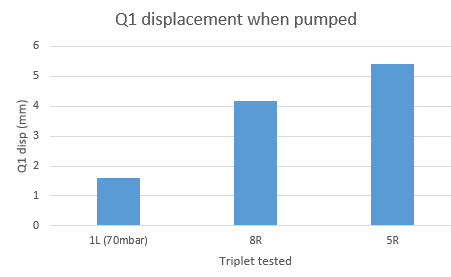 Q1 displacement when pumped
6
5
4
3
2
1
0
Q1 disp (mm)
1L (70mbar) 8R 5R
Triplet tested